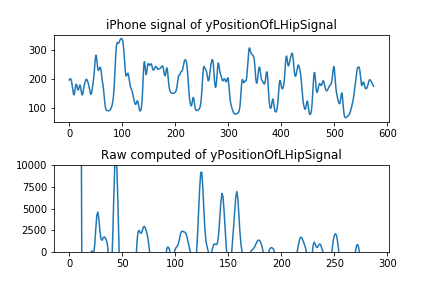 iPhone signal of yPositionOfLHipSignal
300
200
100
0 100 200 300 400 500 600
Raw computed of yPositionOfLHipSignal
10000
7500
5000
2500
0
0 50 100 150 200 250 300